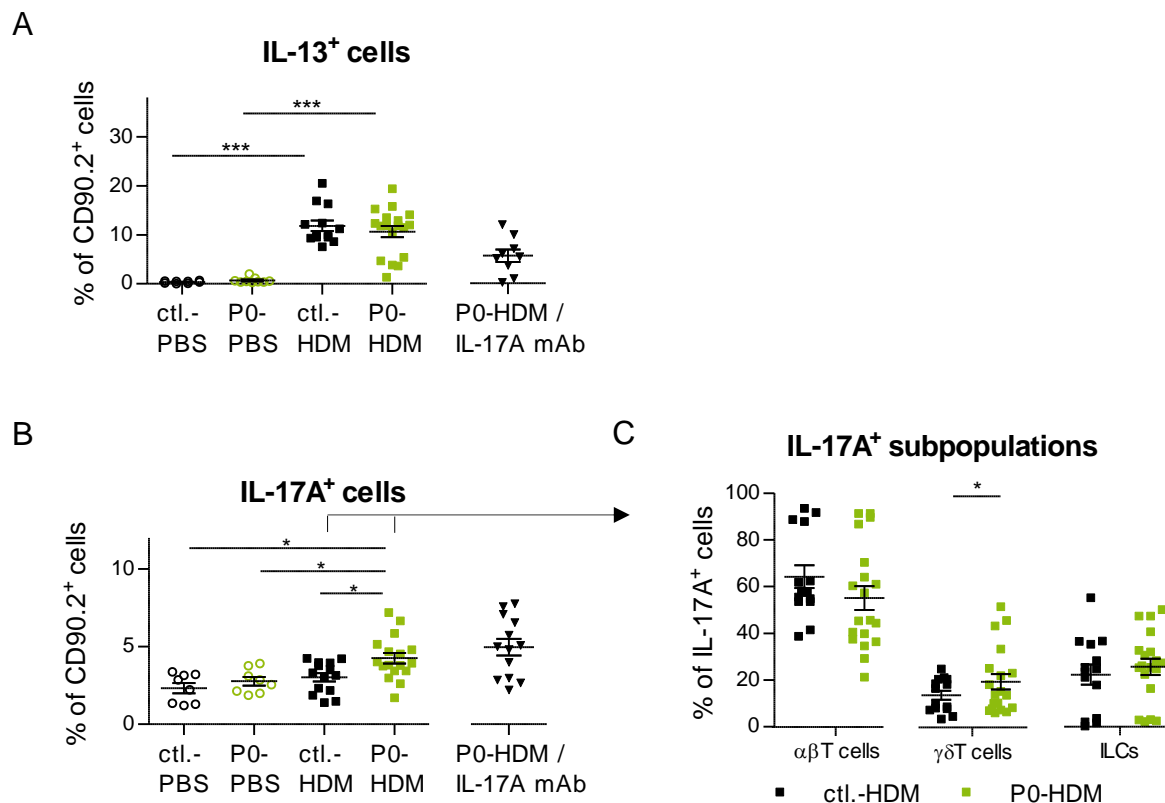 A
IL-13⁺ cells
% of CD90.2⁺ cells
30
20
10
0
***
***
ctl.- P0- ctl.- P0- P0-HDM /
PBS PBS HDM HDM IL-17A mAb
B
IL-17A⁺ cells
% of CD90.2⁺ cells
10
5
0
*
*
*
ctl.- P0- ctl.- P0- P0-HDM /
PBS PBS HDM HDM IL-17A mAb
C
IL-17A⁺ subpopulations
% of IL-17A⁺ cells
100
80
60
40
20
0
*
αβT cells γδT cells ILCs
ctl.-HDM P0-HDM